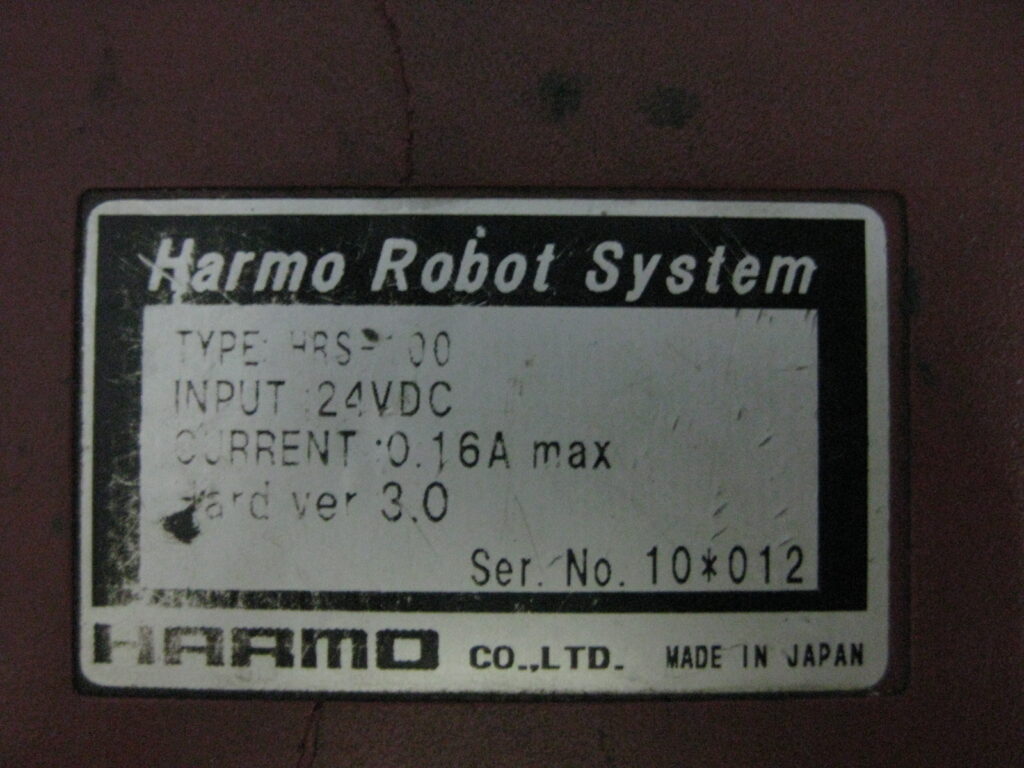 Harmo Robot System
TYPE: HRS-100
INPUT :24VDC
CURRENT :0.16A max
Hard ver 3.0
Ser. No. 10*012
HARMO CO.,LTD. MADE IN JAPAN